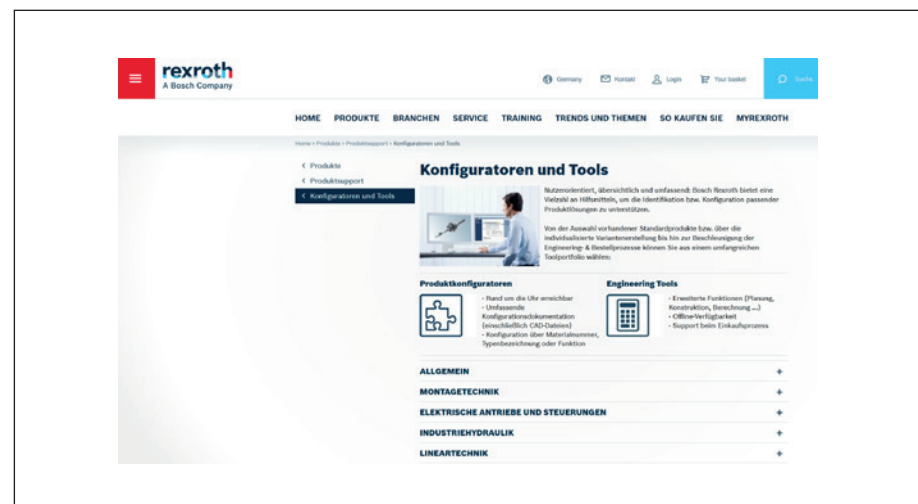 rexroth
A Bosch Company
Germany Kontakt Login Your basket Suche
HOME PRODUKTE BRANCHEN SERVICE TRAINING TRENDS UND THEMEN SO KAUFEN SIE MYREXROTH
Home > Produkte > Produktsupport > Konfiguratoren und Tools
< Produkte
< Produktsupport
< Konfiguratoren und Tools
Konfiguratoren und Tools
Nutzerorientiert, übersichtlich und umfassend: Bosch Rexroth bietet eine
Vielzahl an Hilfsmitteln, um die Identifikation bzw. Konfiguration passender
Produktlösungen zu unterstützen.
Von der Auswahl vorhandener Standardprodukte bzw. über die
individualisierte Variantenerstellung bis hin zur Beschleunigung der
Engineering- & Bestellprozesse können Sie aus einem umfangreichen
Toolportfolio wählen:
Produktkonfiguratoren
- Rund um die Uhr erreichbar
- Umfassende
Konfigurationsdokumentation
(einschließlich CAD-Dateien)
- Konfiguration über Materialnummer,
Typenbezeichnung oder Funktion
Engineering Tools
- Erweiterte Funktionen (Planung,
Konstruktion, Berechnung ...)
- Offline-Verfügbarkeit
- Support beim Einkaufsprozess
ALLGEMEIN +
MONTAGETECHNIK +
ELEKTRISCHE ANTRIEBE UND STEUERUNGEN +
INDUSTRIEHYDRAULIK +
LINEARTECHNIK +